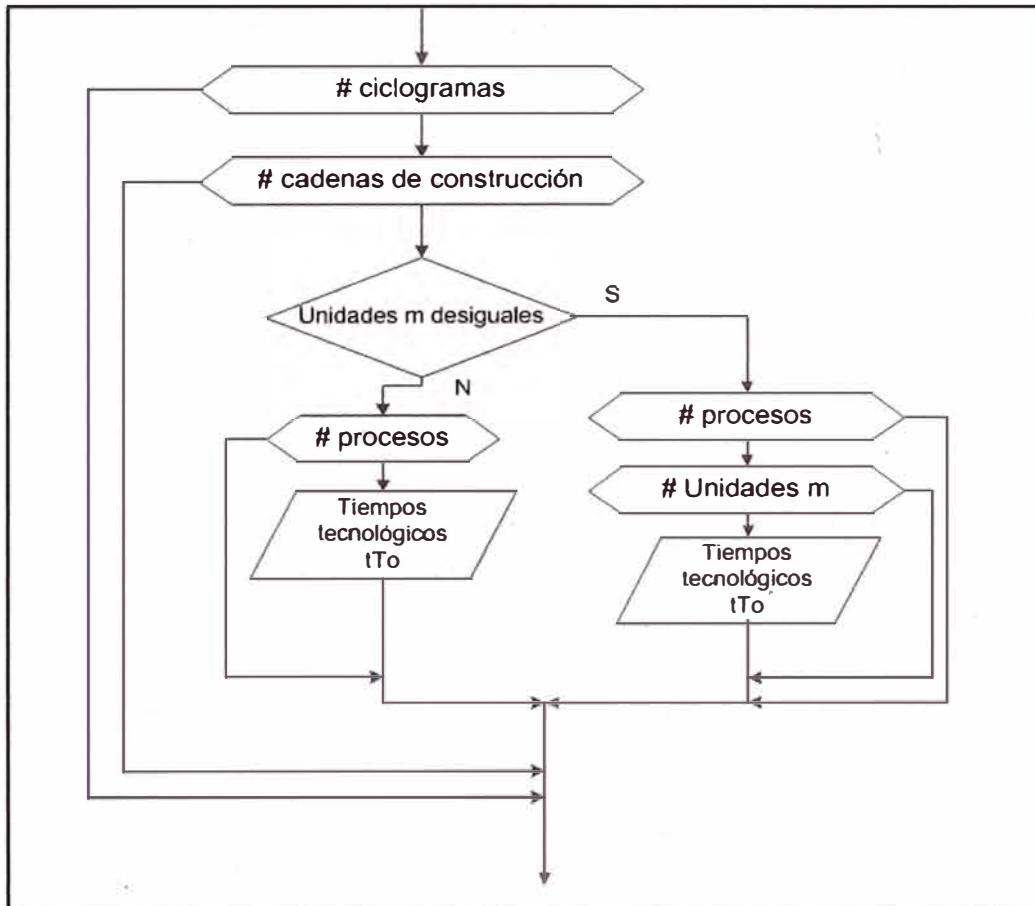 # ciclogramas
# cadenas de construcción
Unidades m desiguales
S
N
# procesos
Tiempos
tecnológicos
tTo
# procesos
# Unidades m
Tiempos
tecnológicos
tTo